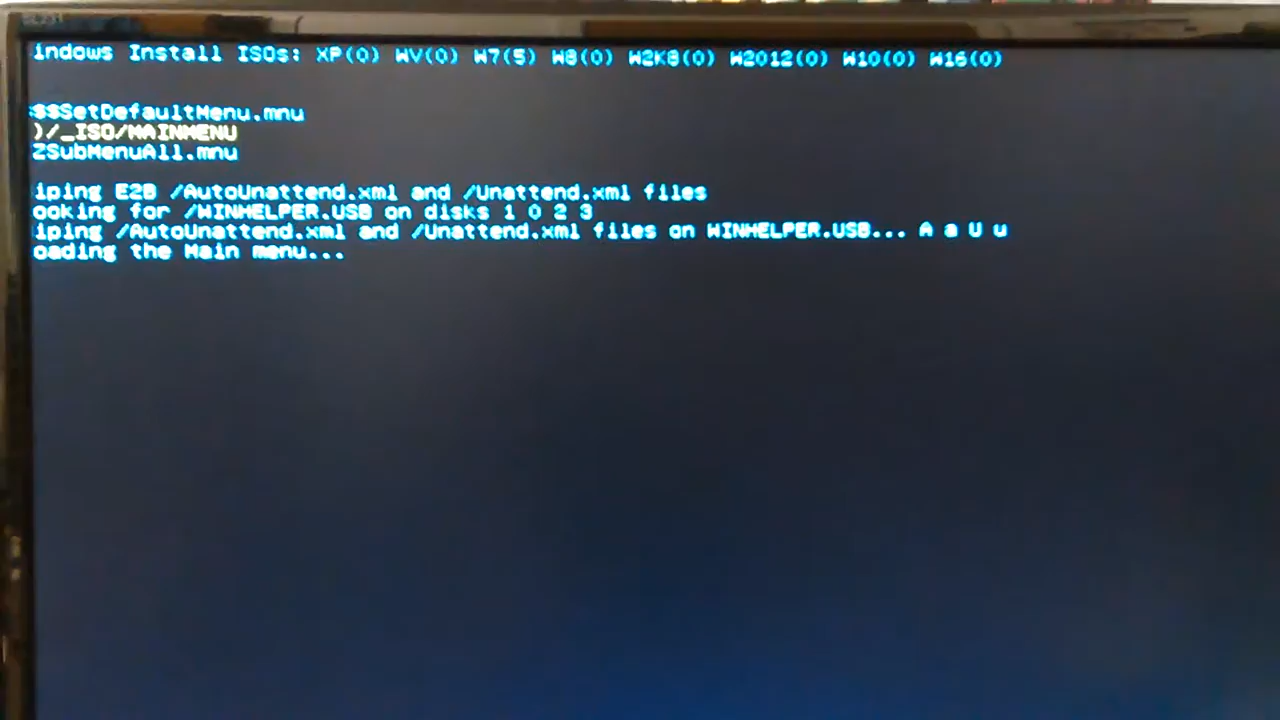 indows Install ISOs: XP(0) WV(0) W7(5) W8(0) W2K8(0) W2012(0) W10(0) W16(0)
$$SetDefaultMenu.mnu
)/_ISO/MAINMENU
ZSubMenuAll.mnu
iping E2B /AutoUnattend.xml and /Unattend.xml files
ooking for /WINHELPER.USB on disks 1 0 2 3
iping /AutoUnattend.xml and /Unattend.xml files on WINHELPER.USB... A a U u
oading the Main menu...